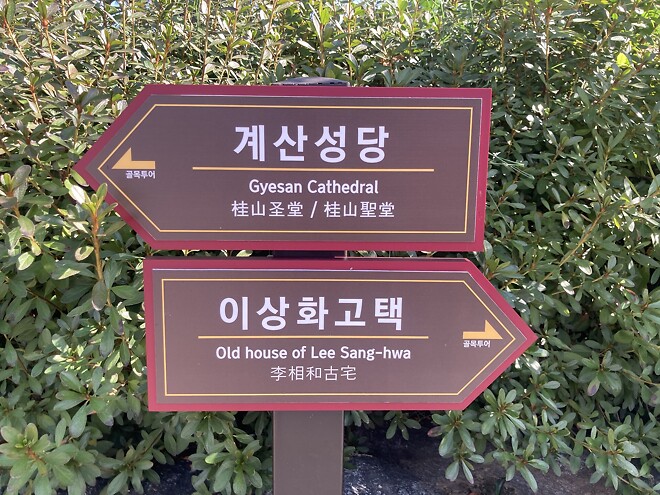 계산성당
골목투어
Gyesan Cathedral
桂山圣堂 / 桂山聖堂
이상화고택
골목투어
Old house of Lee Sang-hwa
李相和古宅